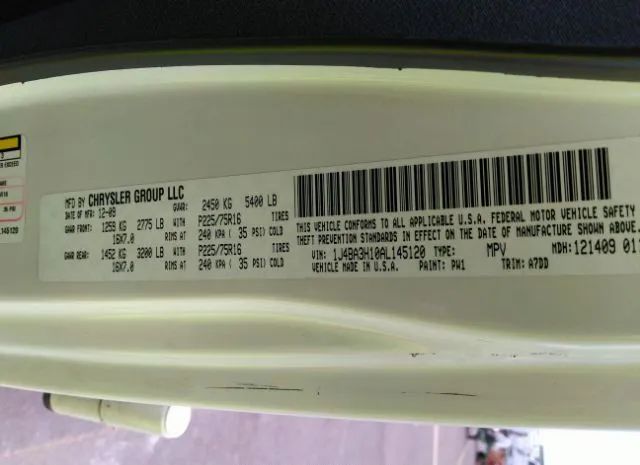 MFD BY CHRYSLER GROUP LLC
DATE OF MFR 12-09 GVWR: 2450 KG 5400 LB
GAWR FRONT: 1259 KG 2775 LB WITH P225/75R16 TIRES
16X7.0 RIMS AT 240 KPA ( 35 PSI) COLD
GAWR REAR: 1452 KG 3200 LB WITH P225/75R16 TIRES
16X7.0 RIMS AT 240 KPA ( 35 PSI) COLD
THIS VEHICLE CONFORMS TO ALL APPLICABLE U.S.A. FEDERAL MOTOR VEHICLE SAFETY
THEFT PREVENTION STANDARDS IN EFFECT ON THE DATE OF MANUFACTURE SHOWN ABOVE.
VIN: 1J4BA3H10AL145120 TYPE: MPV MDH: 121409 01
VEHICLE MADE IN U.S.A. PAINT: PW1 TRIM: A7DD